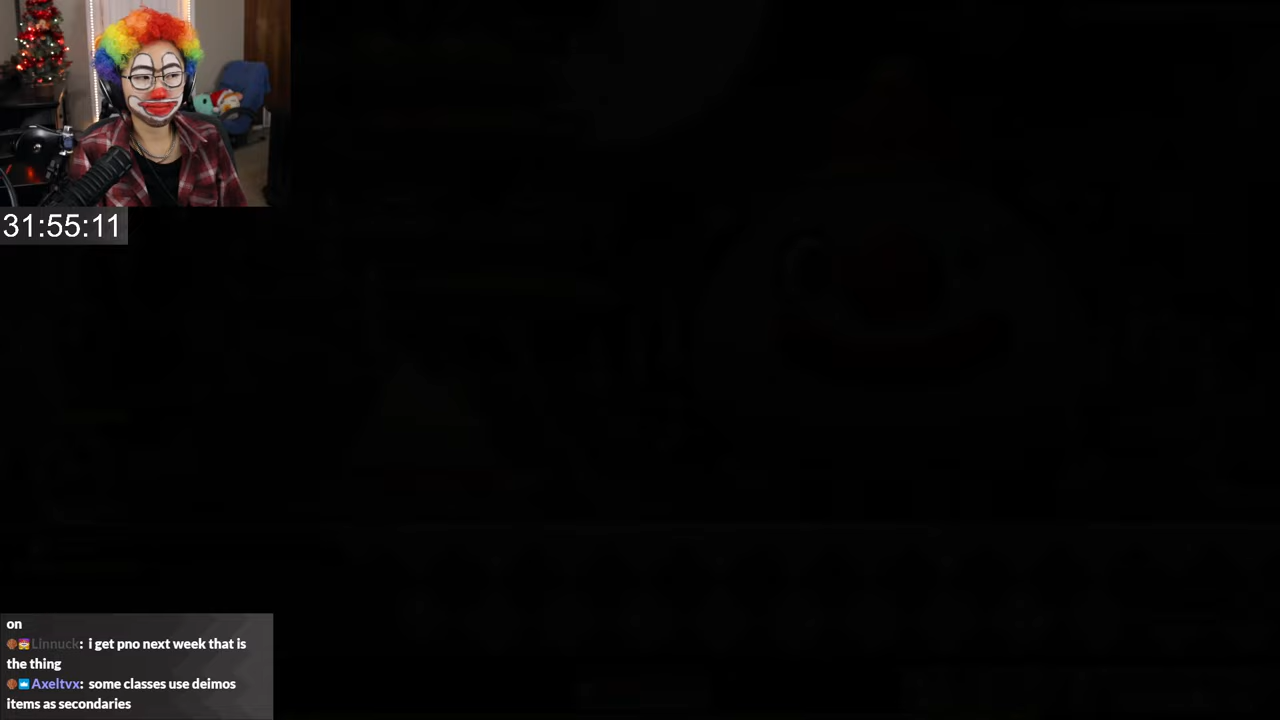 31:55:11
on
Linnuck: i get pno next week that is
the thing
Axeltvx: some classes use deimos
items as secondaries